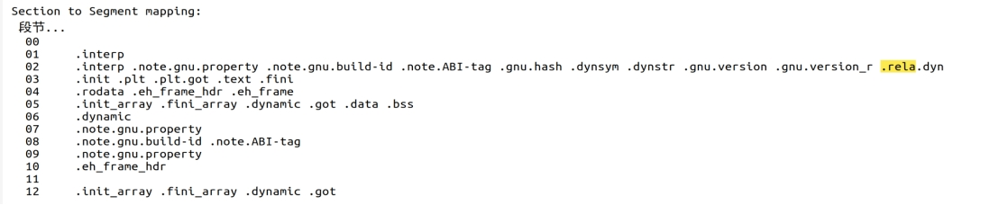 Section to Segment mapping:
段节...
00
01 .interp
02 .interp .note.gnu.property .note.gnu.build-id .note.ABI-tag .gnu.hash .dynsym .dynstr .gnu.version .gnu.version_r .rela.dyn
03 .init .plt .plt.got .text .fini
04 .rodata .eh_frame_hdr .eh_frame
05 .init_array .fini_array .dynamic .got .data .bss
06 .dynamic
07 .note.gnu.property
08 .note.gnu.build-id .note.ABI-tag
09 .note.gnu.property
10 .eh_frame_hdr
11
12 .init_array .fini_array .dynamic .got